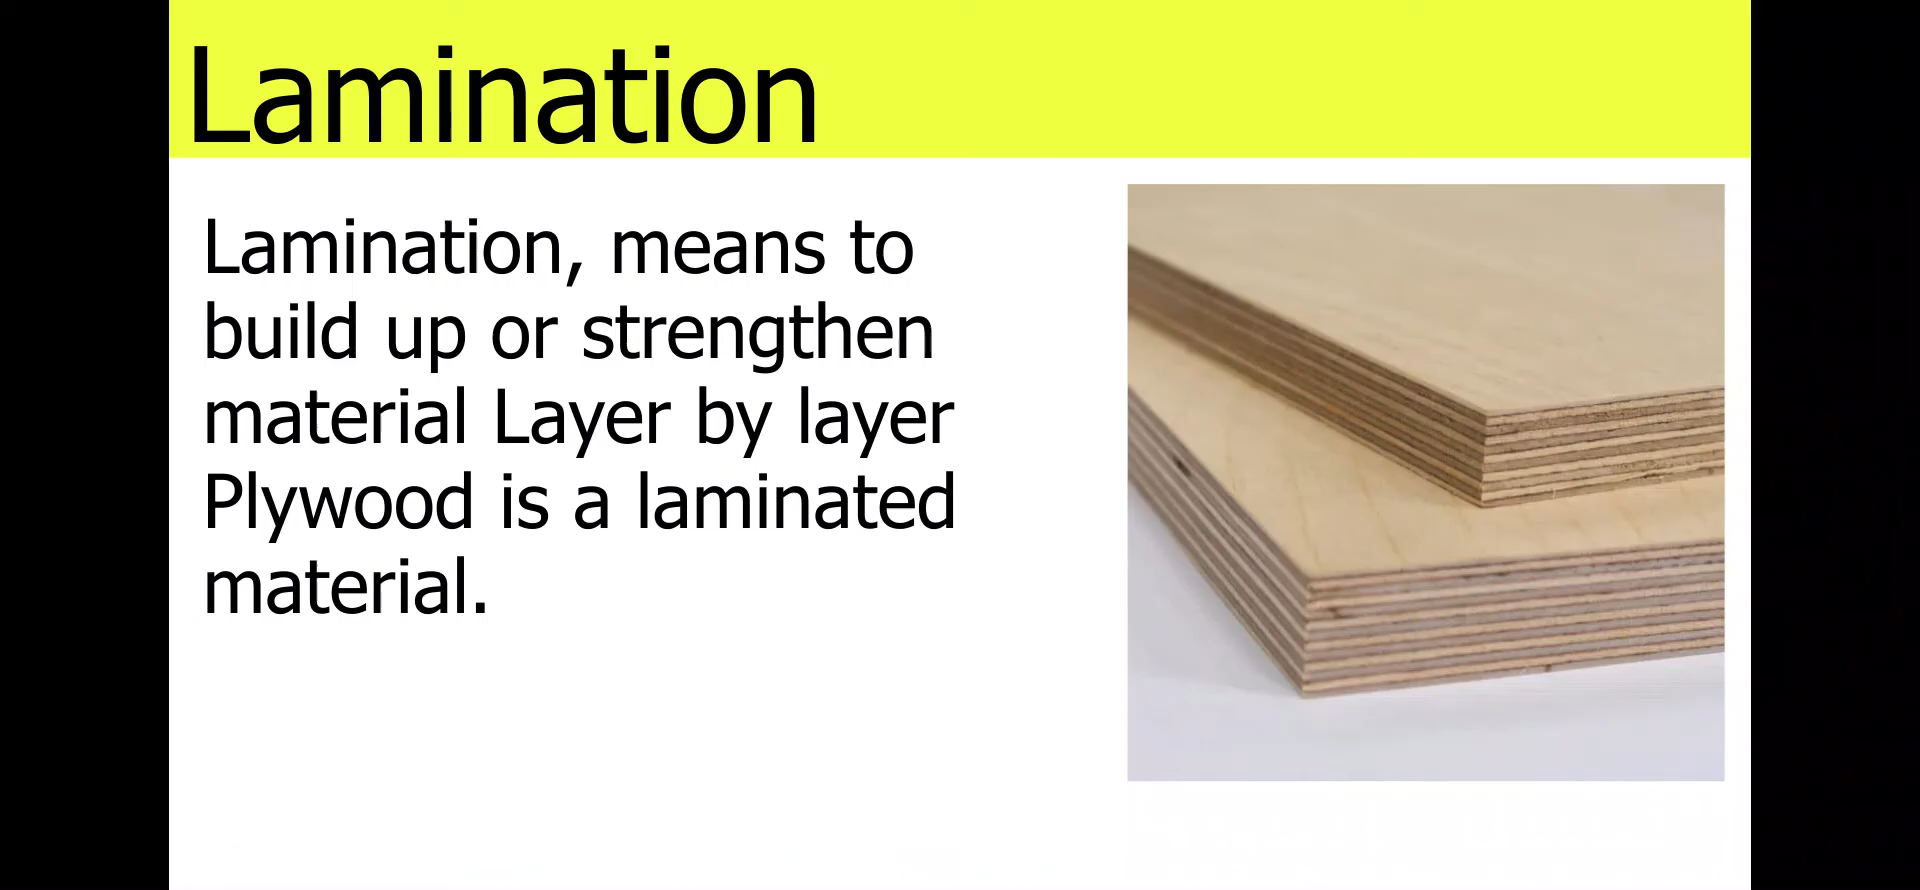 Lamination
Lamination, means to
build up or strengthen
material Layer by layer
Plywood is a laminated
material.